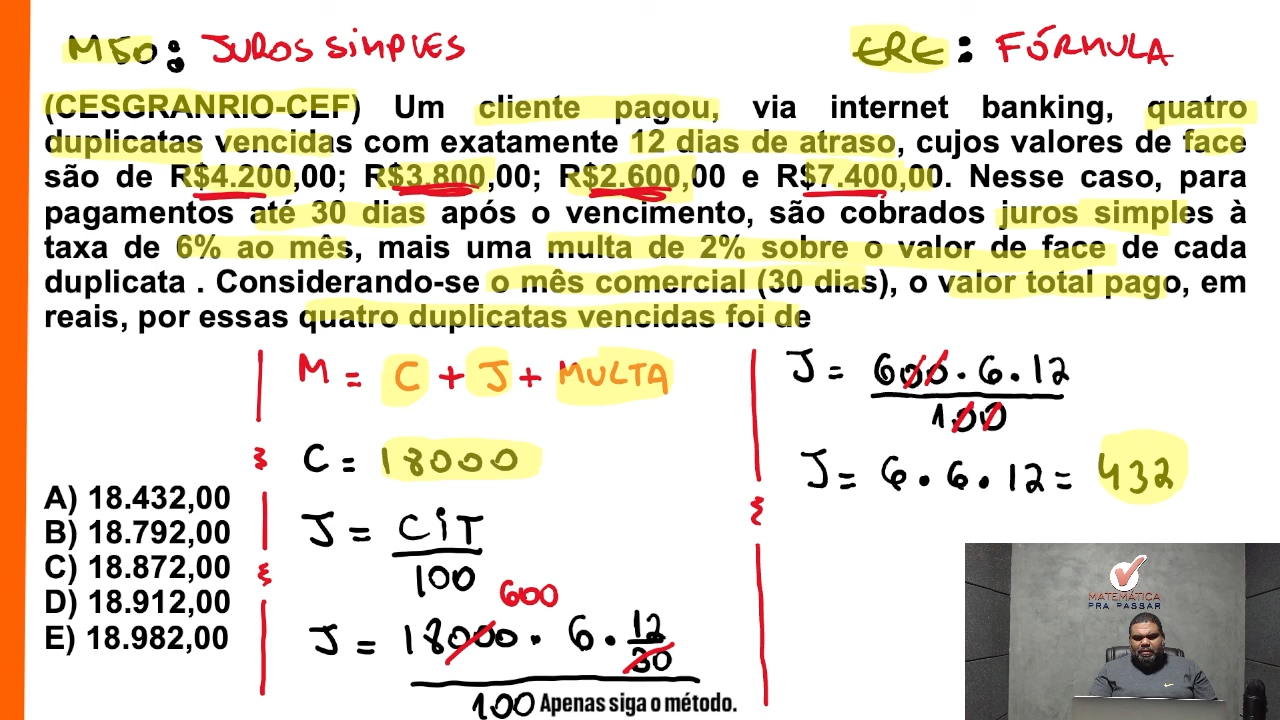 M50: JUROS SIMPLES
ERE: FÓRMULA
(CESGRANRIO-CEF) Um cliente pagou, via internet banking, quatro
duplicatas vencidas com exatamente 12 dias de atraso, cujos valores de face
são de R$4.200,00; R$3.800,00; R$2.600,00 e R$7.400,00. Nesse caso, para
pagamentos até 30 dias após o vencimento, são cobrados juros simples à
taxa de 6% ao mês, mais uma multa de 2% sobre o valor de face de cada
duplicata . Considerando-se o mês comercial (30 dias), o valor total pago, em
reais, por essas quatro duplicatas vencidas foi de
A) 18.432,00
B) 18.792,00
C) 18.872,00
D) 18.912,00
E) 18.982,00
M = C + J + MULTA
C = 18000
J = CiT
100
600
J = 18000 . 6 . 12
30
100
Apenas siga o método.
J = 600 . 6 . 12
100
J = 6 . 6 . 12 = 432
MATEMÁTICA
PRA PASSAR